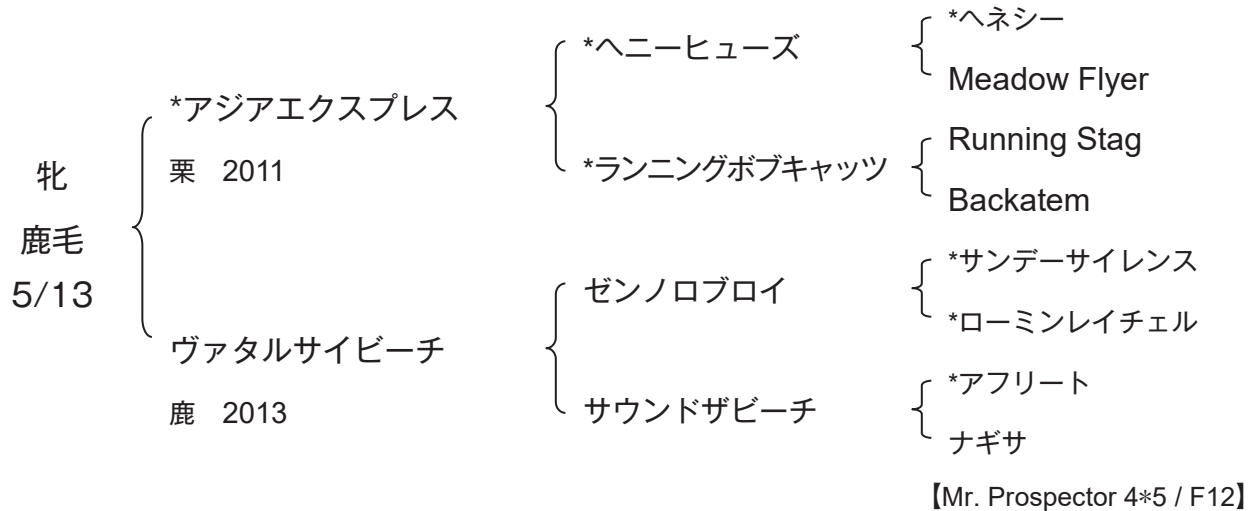 牝
鹿毛
5/13
*アジアエクスプレス
栗 2011
ヴァタルサイビーチ
鹿 2013
*ヘニーヒューズ
*ランニングボブキャッツ
ゼンノロブロイ
サウンドザビーチ
*ヘネシー
Meadow Flyer
Running Stag
Backatem
*サンデーサイレンス
*ローミンレイチェル
*アフリート
ナギサ
【Mr. Prospector 4*5 / F12】